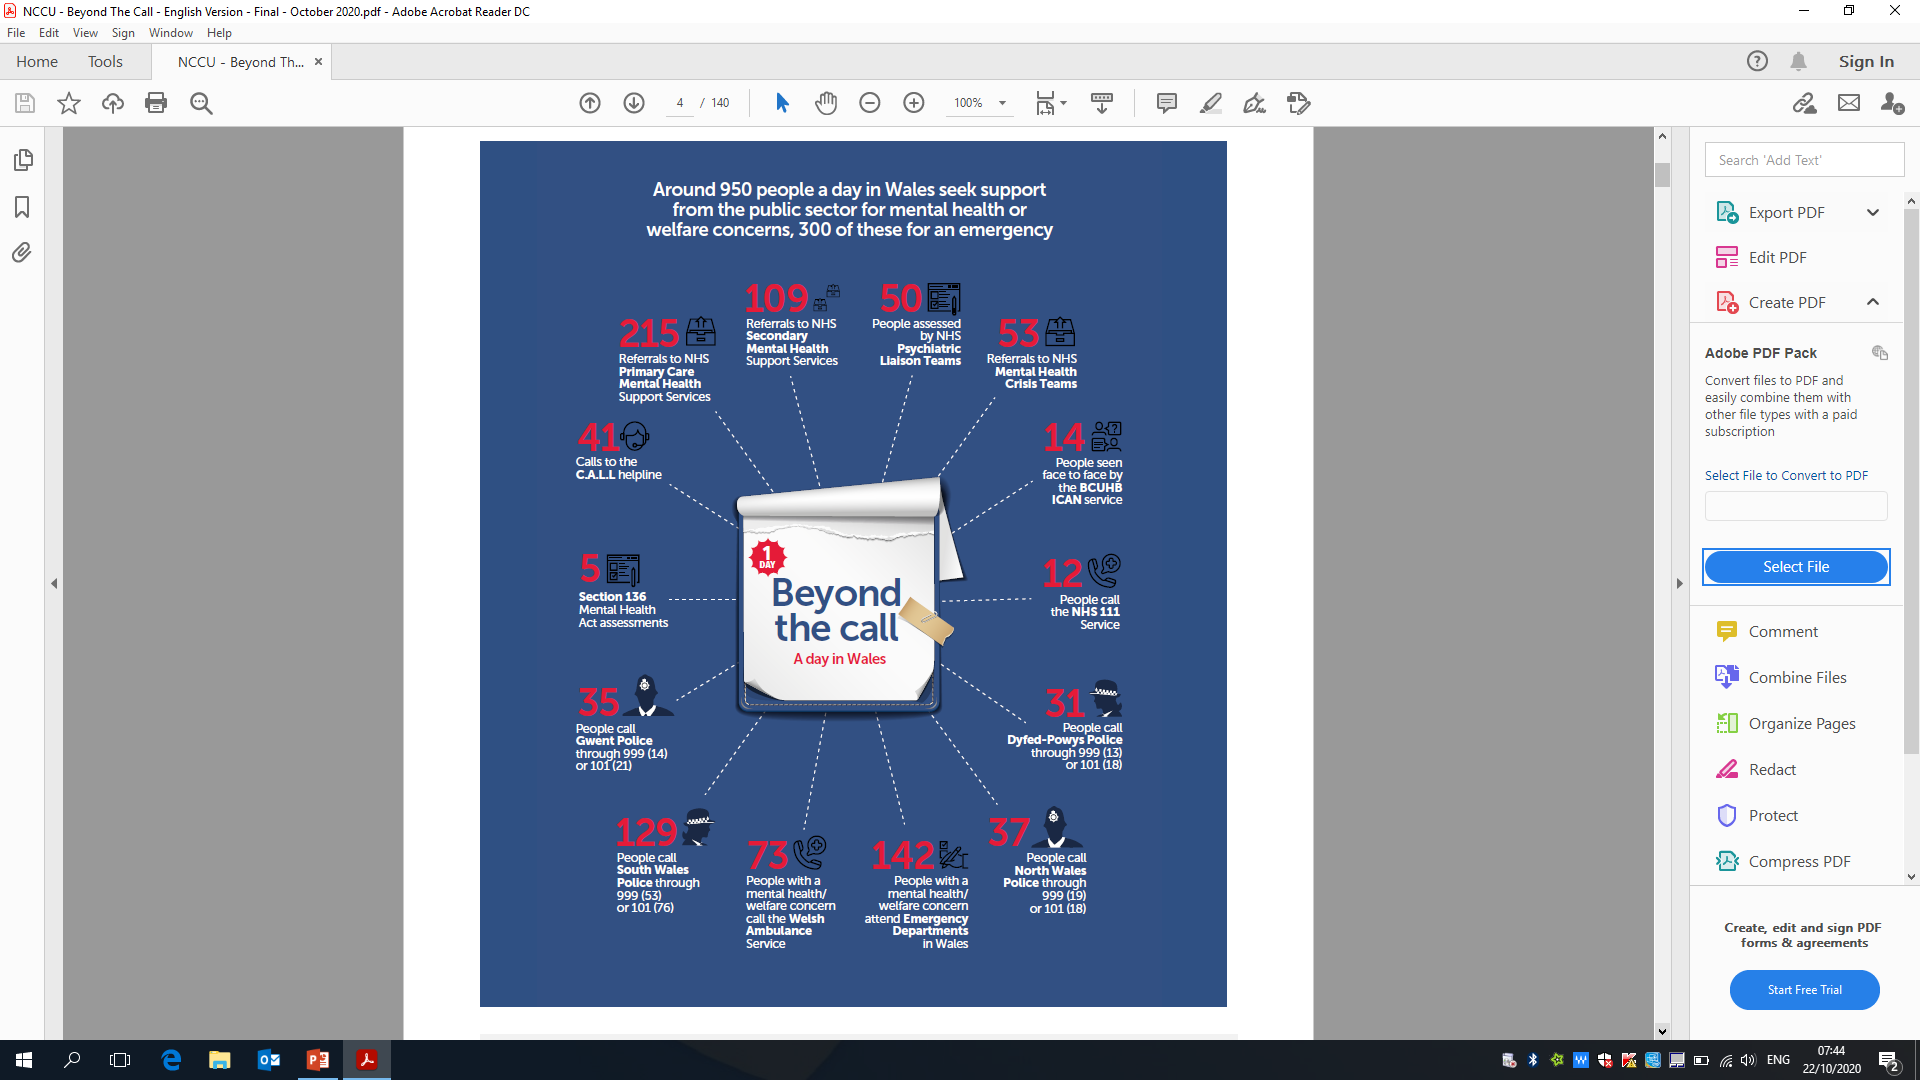 NCCU - Beyond The Call - English Version - Final - October 2020.pdf - Adobe Acrobat Reader DC
File Edit View Sign Window Help
Home Tools NCCU - Beyond Th... × Sign In
4 / 140 100%
Around 950 people a day in Wales seek support
from the public sector for mental health or
welfare concerns, 300 of these for an emergency
215
Referrals to NHS
Primary Care
Mental Health
Support Services
109
Referrals to NHS
Secondary
Mental Health
Support Services
50
People assessed
by NHS
Psychiatric
Liaison Teams
53
Referrals to NHS
Mental Health
Crisis Teams
41
Calls to the
C.A.L.L helpline
14
People seen
face to face by
the BCUHB
ICAN service
5
Section 136
Mental Health
Act assessments
1
DAY
Beyond
the call
A day in Wales
12
People call
the NHS 111
Service
35
People call
Gwent Police
through 999 (14)
or 101 (21)
31
People call
Dyfed-Powys Police
through 999 (13)
or 101 (18)
129
People call
South Wales
Police through
999 (53)
or 101 (76)
73
People with a
mental health/
welfare concern
call the Welsh
Ambulance
Service
142
People with a
mental health/
welfare concern
attend Emergency
Departments
in Wales
37
People call
North Wales
Police through
999 (19)
or 101 (18)
Search 'Add Text'
Export PDF
Edit PDF
Create PDF
Adobe PDF Pack
Convert files to PDF and
easily combine them with
other file types with a paid
subscription
Select File to Convert to PDF
Select File
Comment
Combine Files
Organize Pages
Redact
Protect
Compress PDF
Create, edit and sign PDF
forms & agreements
Start Free Trial
ENG
07:44
22/10/2020
2